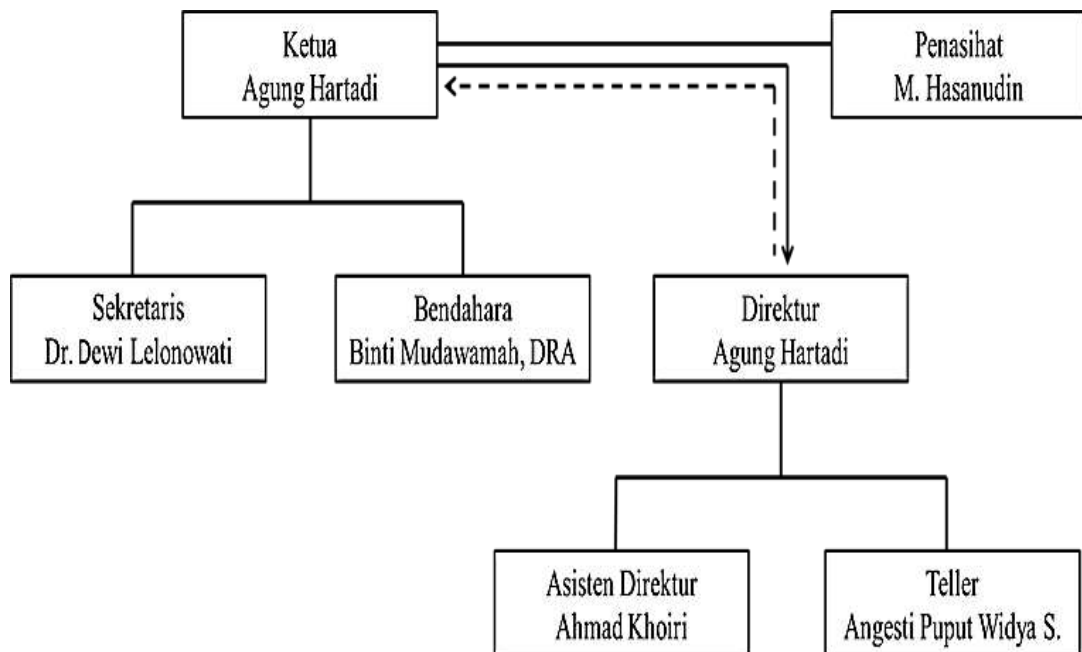 Ketua
Agung Hartadi
Penasihat
M. Hasanudin
Sekretaris
Dr. Dewi Lelonowati
Bendahara
Binti Mudawamah, DRA
Direktur
Agung Hartadi
Asisten Direktur
Ahmad Khoiri
Teller
Angesti Puput Widya S.